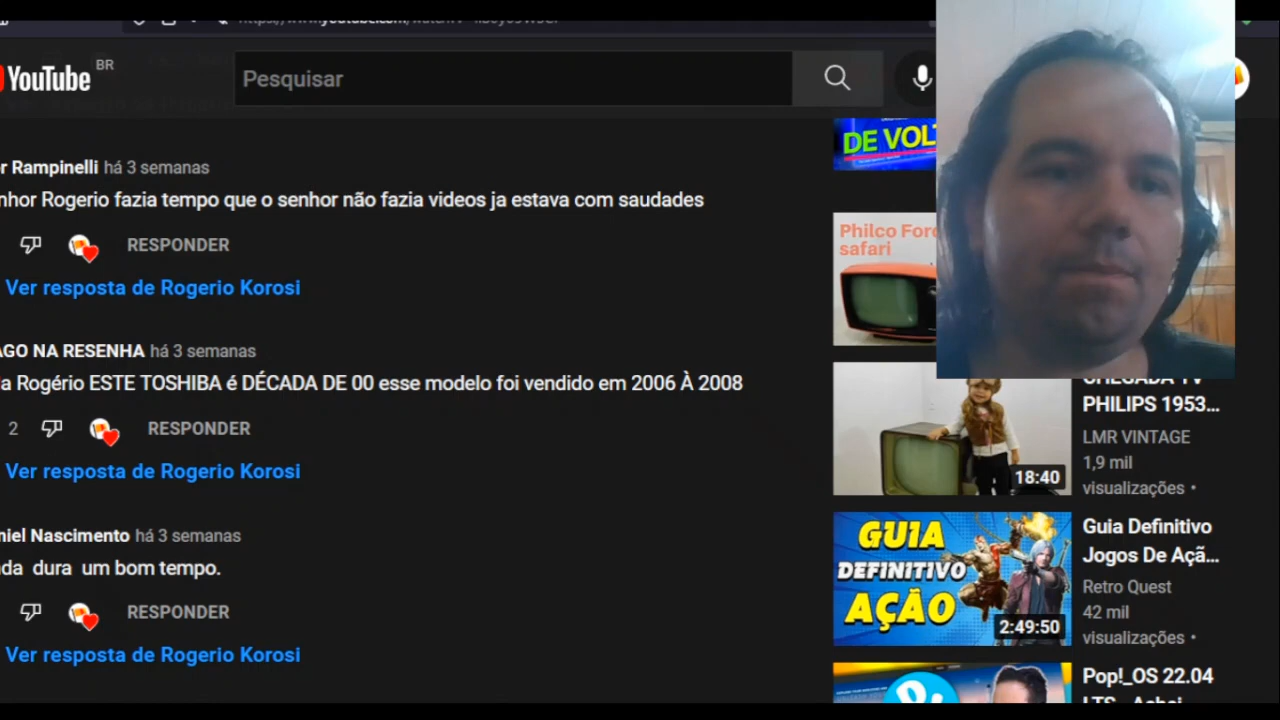 YouTube BR
Pesquisar
r Rampinelli há 3 semanas
nhor Rogerio fazia tempo que o senhor não fazia videos ja estava com saudades
RESPONDER
Ver resposta de Rogerio Korosi
AGO NA RESENHA há 3 semanas
a Rogério ESTE TOSHIBA é DÉCADA DE 00 esse modelo foi vendido em 2006 À 2008
2 RESPONDER
Ver resposta de Rogerio Korosi
niel Nascimento há 3 semanas
da dura um bom tempo.
RESPONDER
Ver resposta de Rogerio Korosi
DE VOL
Philco For
safari
18:40
CHEGADA TV
PHILIPS 1953...
LMR VINTAGE
1,9 mil
visualizações •
GUIA
DEFINITIVO
AÇÃO
2:49:50
Guia Definitivo
Jogos De Açã...
Retro Quest
42 mil
visualizações •
Pop!_OS 22.04